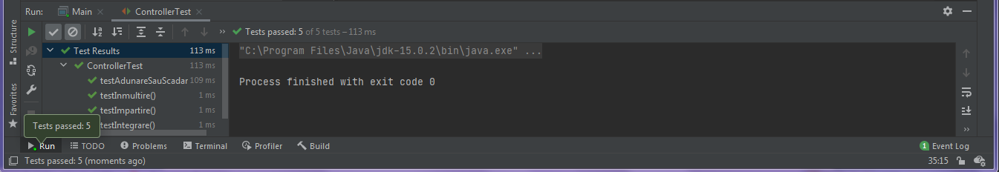 Run: Main ControllerTest
Tests passed: 5 of 5 tests – 113 ms
Test Results 113 ms
ControllerTest 113 ms
testAdunareSauScadar 109 ms
testInmultire() 1 ms
testImpartire() 1 ms
testIntegrare() 1 ms
"C:\Program Files\Java\jdk-15.0.2\bin\java.exe" ...
Process finished with exit code 0
Structure
Favorites
Tests passed: 5
Run TODO Problems Terminal Profiler Build 1 Event Log
Tests passed: 5 (moments ago) 35:15